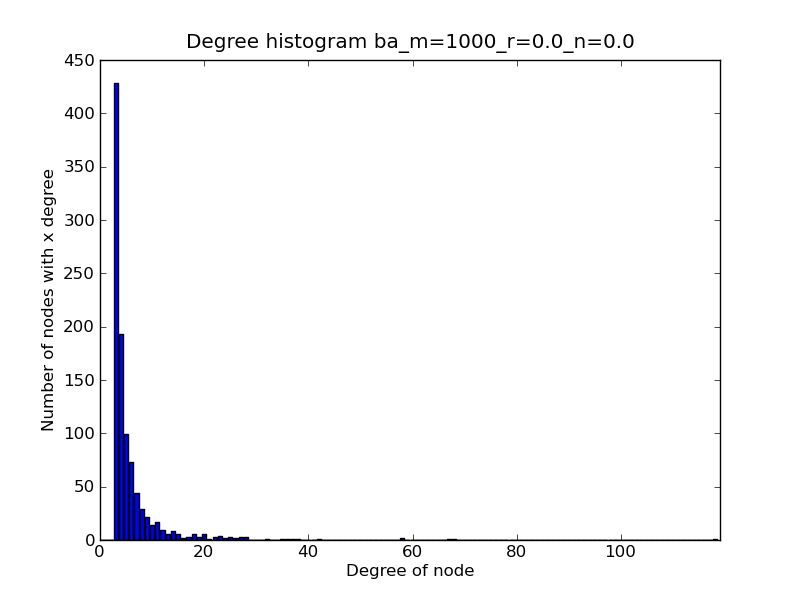 Degree histogram ba_m=1000_r=0.0_n=0.0
Number of nodes with x degree
450
400
350
300
250
200
150
100
50
0
0 20 40 60 80 100
Degree of node